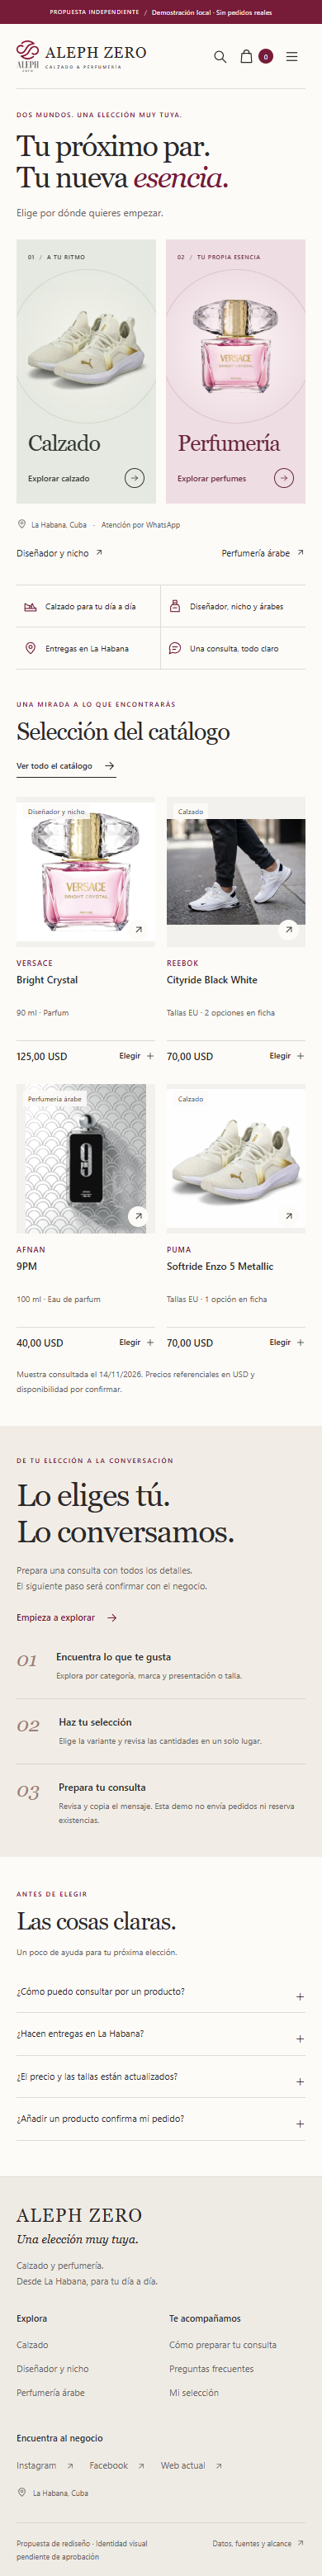 PROPUESTA INDEPENDIENTE / Demostración local · Sin pedidos reales
ALEPH ZERO
CALZADO & PERFUMERÍA
ALEPH
ZERO
0
DOS MUNDOS. UNA ELECCIÓN MUY TUYA.
Tu próximo par.
Tu nueva esencia.
Elige por dónde quieres empezar.
01 / A TU RITMO
Calzado
Explorar calzado
02 / TU PROPIA ESENCIA
VERSACE
BRIGHT CRYSTAL
Perfumería
Explorar perfumes
La Habana, Cuba · Atención por WhatsApp
Diseñador y nicho
Perfumería árabe
Calzado para tu día a día
Diseñador, nicho y árabes
Entregas en La Habana
Una consulta, todo claro
UNA MIRADA A LO QUE ENCONTRARÁS
Selección del catálogo
Ver todo el catálogo
Diseñador y nicho
VERSACE
BRIGHT CRYSTAL
VERSACE
Bright Crystal
90 ml · Parfum
125,00 USD
Elegir +
Calzado
REEBOK
Cityride Black White
Tallas EU · 2 opciones en ficha
70,00 USD
Elegir +
Perfumería árabe
9
AFNAN
9PM
100 ml · Eau de parfum
40,00 USD
Elegir +
Calzado
PUMA
Softride Enzo 5 Metallic
Tallas EU · 1 opción en ficha
70,00 USD
Elegir +
Muestra consultada el 14/11/2026. Precios referenciales en USD y
disponibilidad por confirmar.
DE TU ELECCIÓN A LA CONVERSACIÓN
Lo eliges tú.
Lo conversamos.
Prepara una consulta con todos los detalles.
El siguiente paso será confirmar con el negocio.
Empieza a explorar
01
Encuentra lo que te gusta
Explora por categoría, marca y presentación o talla.
02
Haz tu selección
Elige la variante y revisa las cantidades en un solo lugar.
03
Prepara tu consulta
Revisa y copia el mensaje. Esta demo no envía pedidos ni reserva
existencias.
ANTES DE ELEGIR
Las cosas claras.
Un poco de ayuda para tu próxima elección.
¿Cómo puedo consultar por un producto?
¿Hacen entregas en La Habana?
¿El precio y las tallas están actualizados?
¿Añadir un producto confirma mi pedido?
ALEPH ZERO
Una elección muy tuya.
Calzado y perfumería.
Desde La Habana, para tu día a día.
Explora
Calzado
Diseñador y nicho
Perfumería árabe
Te acompañamos
Cómo preparar tu consulta
Preguntas frecuentes
Mi selección
Encuentra al negocio
Instagram
Facebook
Web actual
La Habana, Cuba
Propuesta de rediseño · Identidad visual
pendiente de aprobación
Datos, fuentes y alcance